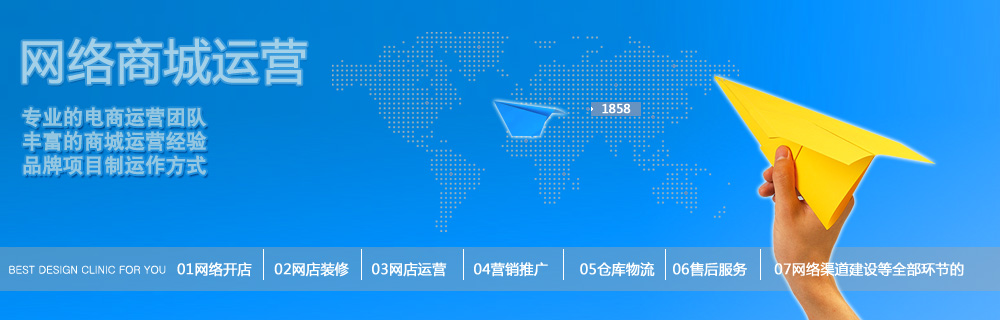 网络商城运营
专业的电商运营团队
丰富的商城运营经验
品牌项目制运作方式
1858
BEST DESIGN CLINIC FOR YOU 01网络开店 02网店装修 03网店运营 04营销推广 05仓库物流 06售后服务 07网络渠道建设等全部环节的